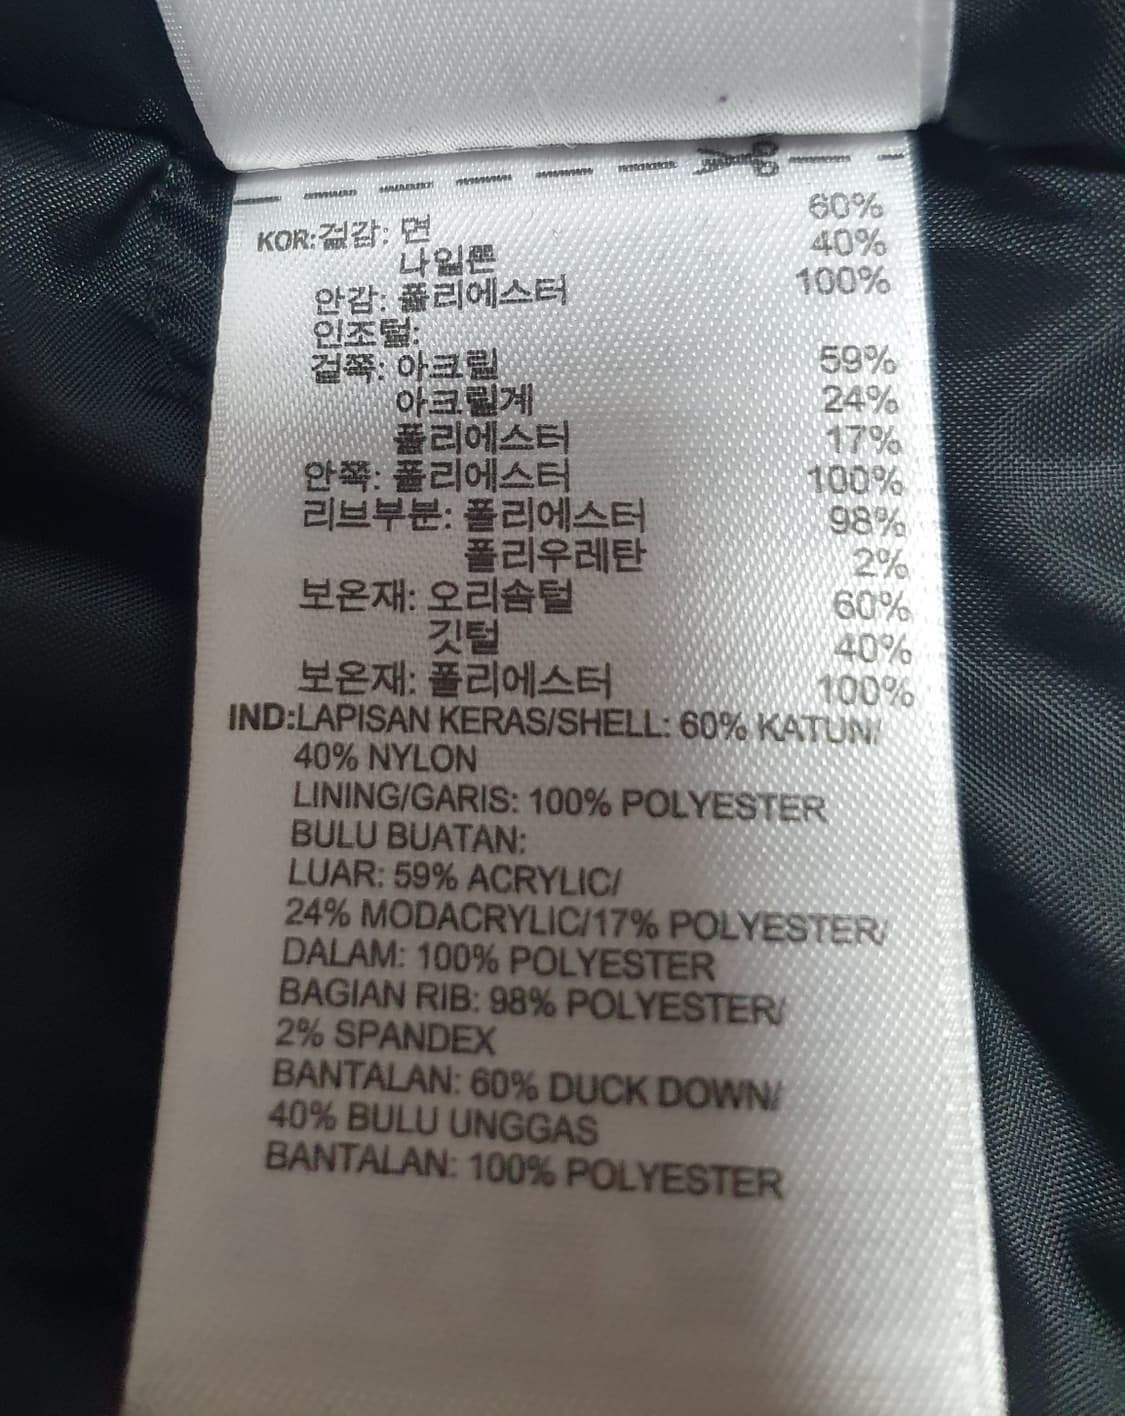 KOR:겉감: 면 60%
나일론 40%
안감: 폴리에스터 100%
인조털:
겉쪽: 아크릴 59%
아크릴계 24%
폴리에스터 17%
안쪽: 폴리에스터 100%
리브부분: 폴리에스터 98%
폴리우레탄 2%
보온재: 오리솜털 60%
깃털 40%
보온재: 폴리에스터 100%
IND:LAPISAN KERAS/SHELL: 60% KATUN/
40% NYLON
LINING/GARIS: 100% POLYESTER
BULU BUATAN:
LUAR: 59% ACRYLIC/
24% MODACRYLIC/17% POLYESTER/
DALAM: 100% POLYESTER
BAGIAN RIB: 98% POLYESTER/
2% SPANDEX
BANTALAN: 60% DUCK DOWN/
40% BULU UNGGAS
BANTALAN: 100% POLYESTER